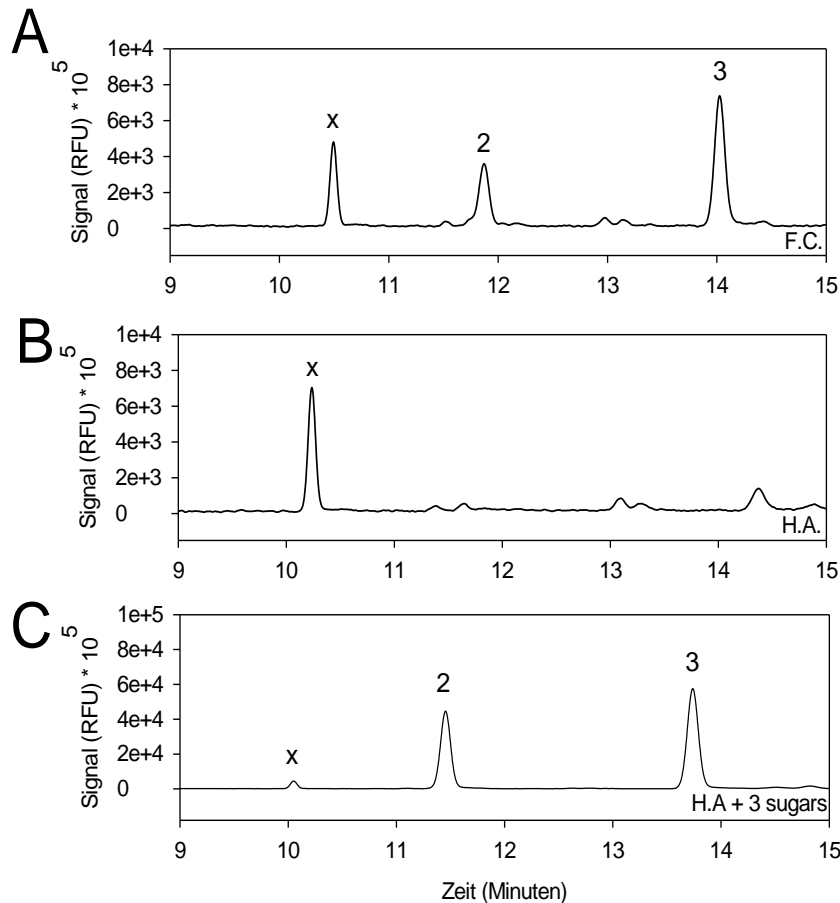 A
Signal (RFU) * 10 5
1e+4
8e+3
6e+3
4e+3
2e+3
0
x
2
3
F.C.
9 10 11 12 13 14 15
B
Signal (RFU) * 10 5
1e+4
8e+3
6e+3
4e+3
2e+3
0
x
H.A.
9 10 11 12 13 14 15
C
Signal (RFU) * 10 5
1e+5
8e+4
6e+4
4e+4
2e+4
0
x
2
3
H.A + 3 sugars
9 10 11 12 13 14 15
Zeit (Minuten)